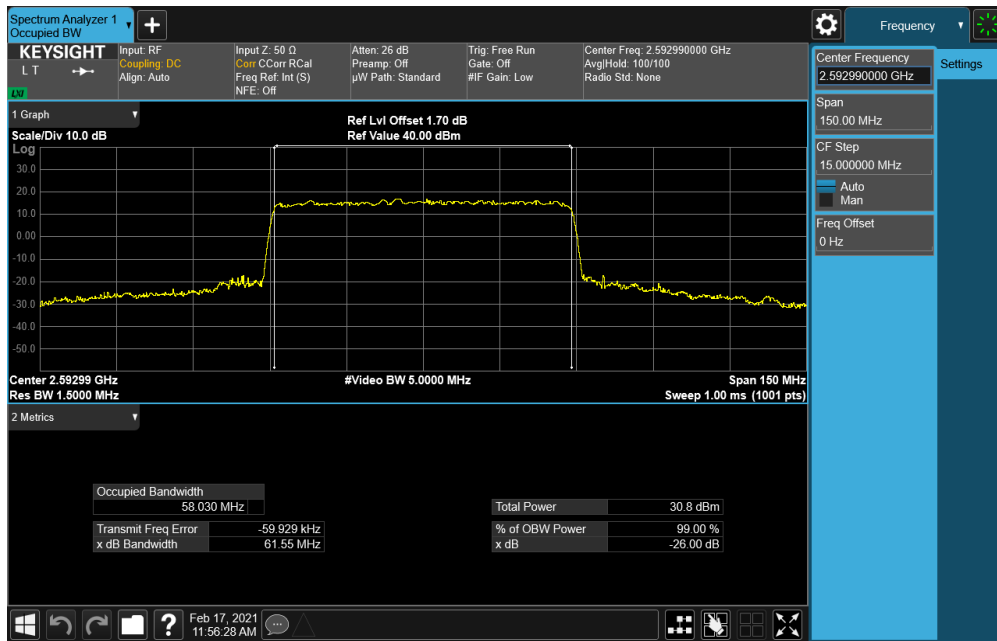 Spectrum Analyzer 1
Occupied BW
Frequency
KEYSIGHT
L T
LXI
Input: RF
Coupling: DC
Align: Auto
Input Z: 50 Ω
Corr CCorr RCal
Freq Ref: Int (S)
NFE: Off
Atten: 26 dB
Preamp: Off
µW Path: Standard
Trig: Free Run
Gate: Off
#IF Gain: Low
Center Freq: 2.592990000 GHz
Avg|Hold: 100/100
Radio Std: None
Center Frequency
2.592990000 GHz
Settings
Span
150.00 MHz
CF Step
15.000000 MHz
Auto
Man
Freq Offset
0 Hz
1 Graph
Scale/Div 10.0 dB
Ref Lvl Offset 1.70 dB
Ref Value 40.00 dBm
Log
30.0
20.0
10.0
0.00
-10.0
-20.0
-30.0
-40.0
-50.0
Center 2.59299 GHz
#Video BW 5.0000 MHz
Span 150 MHz
Res BW 1.5000 MHz
Sweep 1.00 ms (1001 pts)
2 Metrics
Occupied Bandwidth
58.030 MHz
Total Power 30.8 dBm
Transmit Freq Error -59.929 kHz
% of OBW Power 99.00 %
x dB Bandwidth 61.55 MHz
x dB -26.00 dB
?
Feb 17, 2021
11:56:28 AM